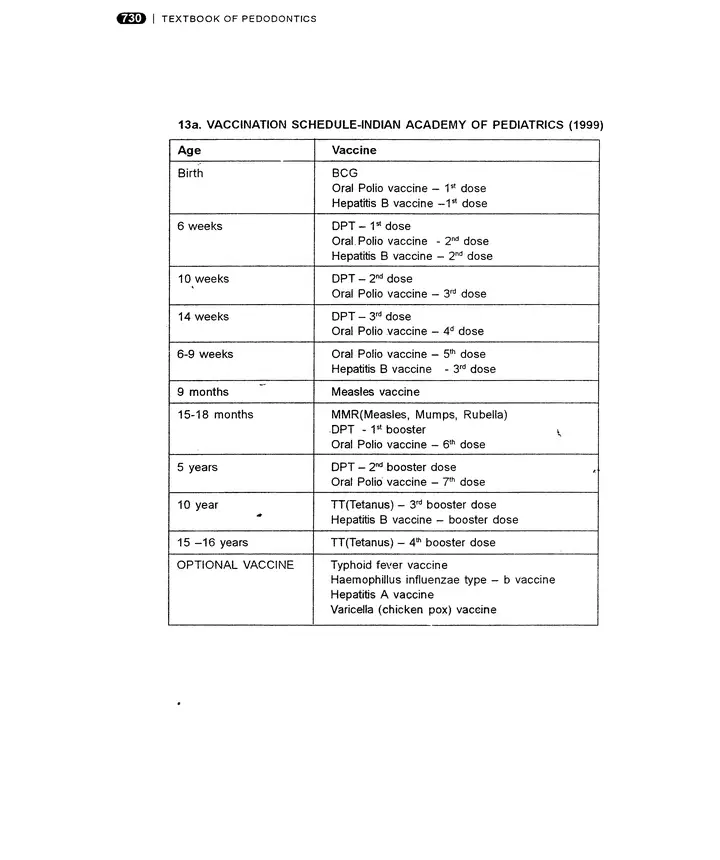 730 | TEXTBOOK OF PEDODONTICS
13a. VACCINATION SCHEDULE-INDIAN ACADEMY OF PEDIATRICS (1999)
Age Vaccine
Birth BCG
Oral Polio vaccine – 1st dose
Hepatitis B vaccine –1st dose
6 weeks DPT – 1st dose
Oral Polio vaccine - 2nd dose
Hepatitis B vaccine – 2nd dose
10 weeks DPT – 2nd dose
Oral Polio vaccine – 3rd dose
14 weeks DPT – 3rd dose
Oral Polio vaccine – 4d dose
6-9 weeks Oral Polio vaccine – 5th dose
Hepatitis B vaccine - 3rd dose
9 months Measles vaccine
15-18 months MMR(Measles, Mumps, Rubella)
DPT - 1st booster
Oral Polio vaccine – 6th dose
5 years DPT – 2nd booster dose
Oral Polio vaccine – 7th dose
10 year TT(Tetanus) – 3rd booster dose
Hepatitis B vaccine – booster dose
15 –16 years TT(Tetanus) – 4th booster dose
OPTIONAL VACCINE Typhoid fever vaccine
Haemophillus influenzae type – b vaccine
Hepatitis A vaccine
Varicella (chicken pox) vaccine